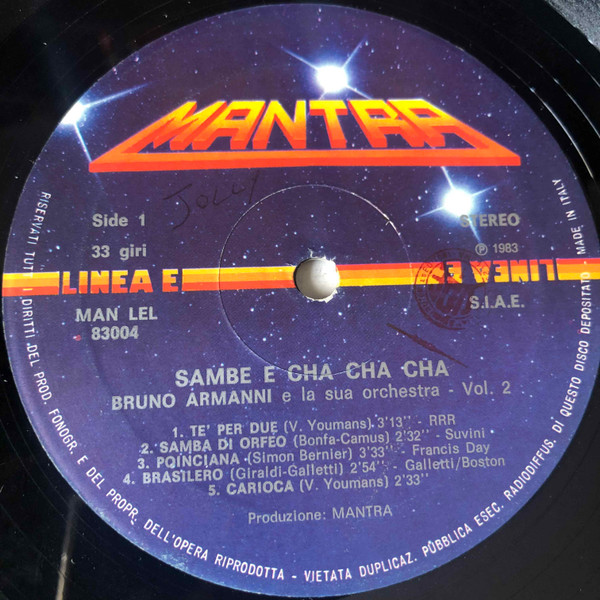 MANTRA
Jolly
Side 1
STEREO
33 giri
℗ 1983
LINEA E
LINEA E
MAN LEL
83004
S.I.A.E.
SAMBE E CHA CHA CHA
BRUNO ARMANNI e la sua orchestra - Vol. 2
1. TE' PER DUE (V. Youmans) 3'13'' - RRR
2. SAMBA DI ORFEO (Bonfa-Camus) 2'32'' - Suvini
3. POINCIANA (Simon Bernier) 3'33'' - Francis Day
4. BRASILERO (Giraldi-Galletti) 2'54'' - Galletti/Boston
5. CARIOCA (V. Youmans) 2'33''
Produzione: MANTRA
RISERVATI TUTTI I DIRITTI DEL PROD. FONOGR. E DEL PROPR. DELL'OPERA RIPRODOTTA - VIETATA DUPLICAZ. PÙBBLICA ESEC. RADIODIFFUS. DI QUESTO DISCO DEPOSITATO - MADE IN ITALY